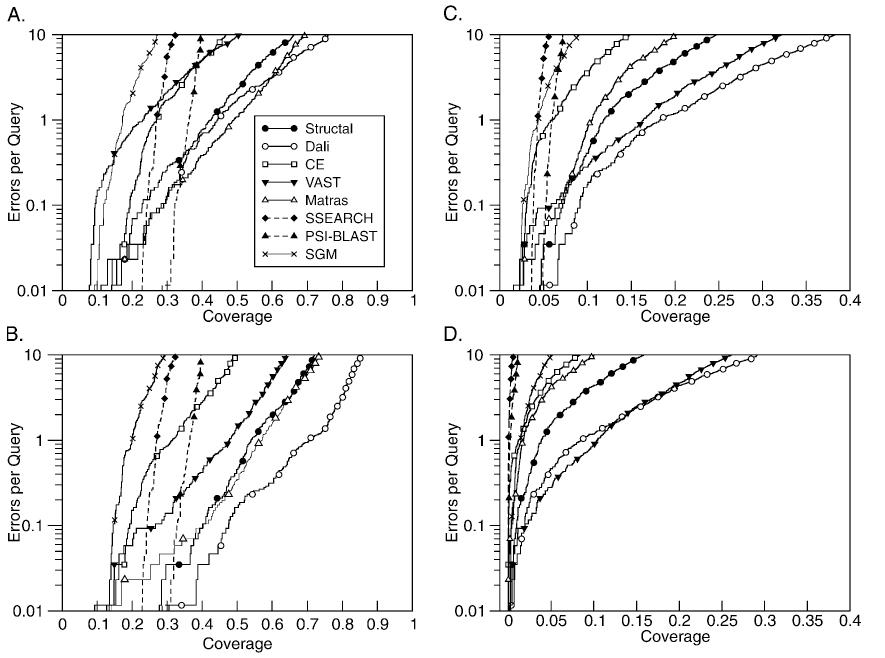 A.
10
1
0.1
0.01
Errors per Query
0 0.1 0.2 0.3 0.4 0.5 0.6 0.7 0.8 0.9 1
Coverage
Structal
Dali
CE
VAST
Matras
SSEARCH
PSI-BLAST
SGM
C.
10
1
0.1
0.01
Errors per Query
0 0.05 0.1 0.15 0.2 0.25 0.3 0.35 0.4
Coverage
B.
10
1
0.1
0.01
Errors per Query
0 0.1 0.2 0.3 0.4 0.5 0.6 0.7 0.8 0.9 1
Coverage
D.
10
1
0.1
0.01
Errors per Query
0 0.05 0.1 0.15 0.2 0.25 0.3 0.35 0.4
Coverage